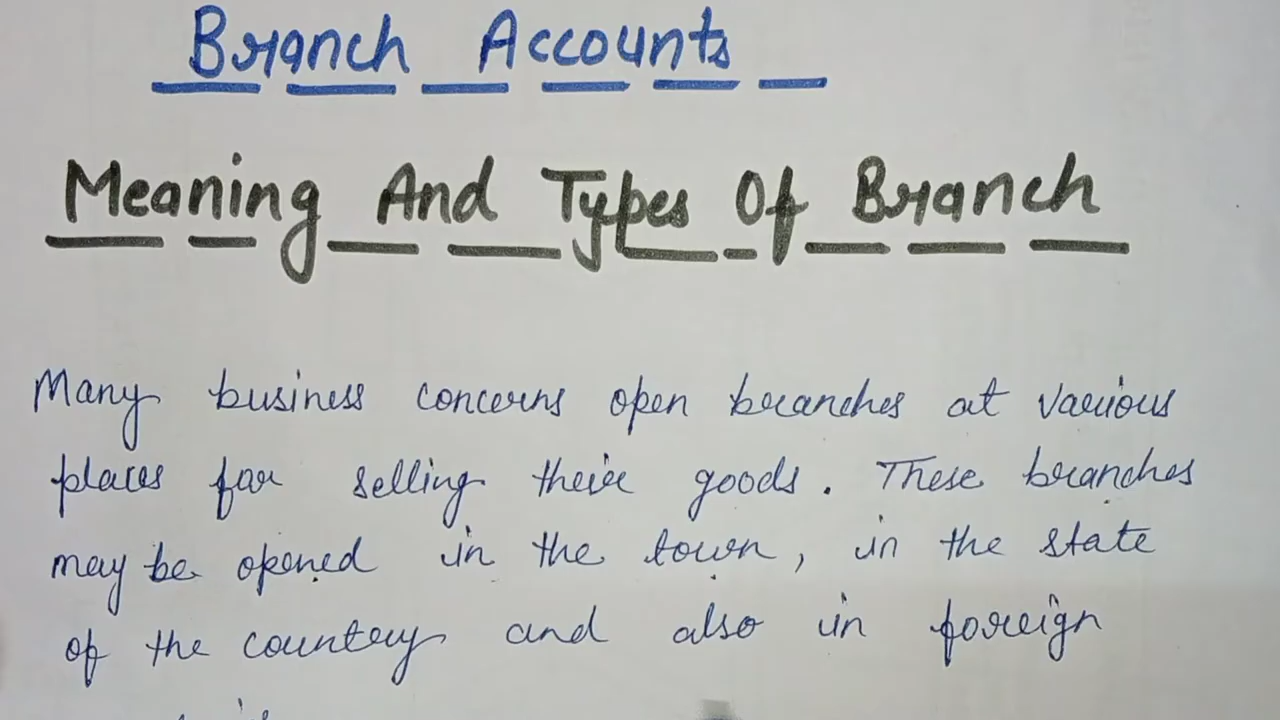 Branch Accounts
Meaning And Types Of Branch
Many business concerns open branches at various
places for selling their goods. These branches
may be opened in the town, in the state
of the country and also in foreign